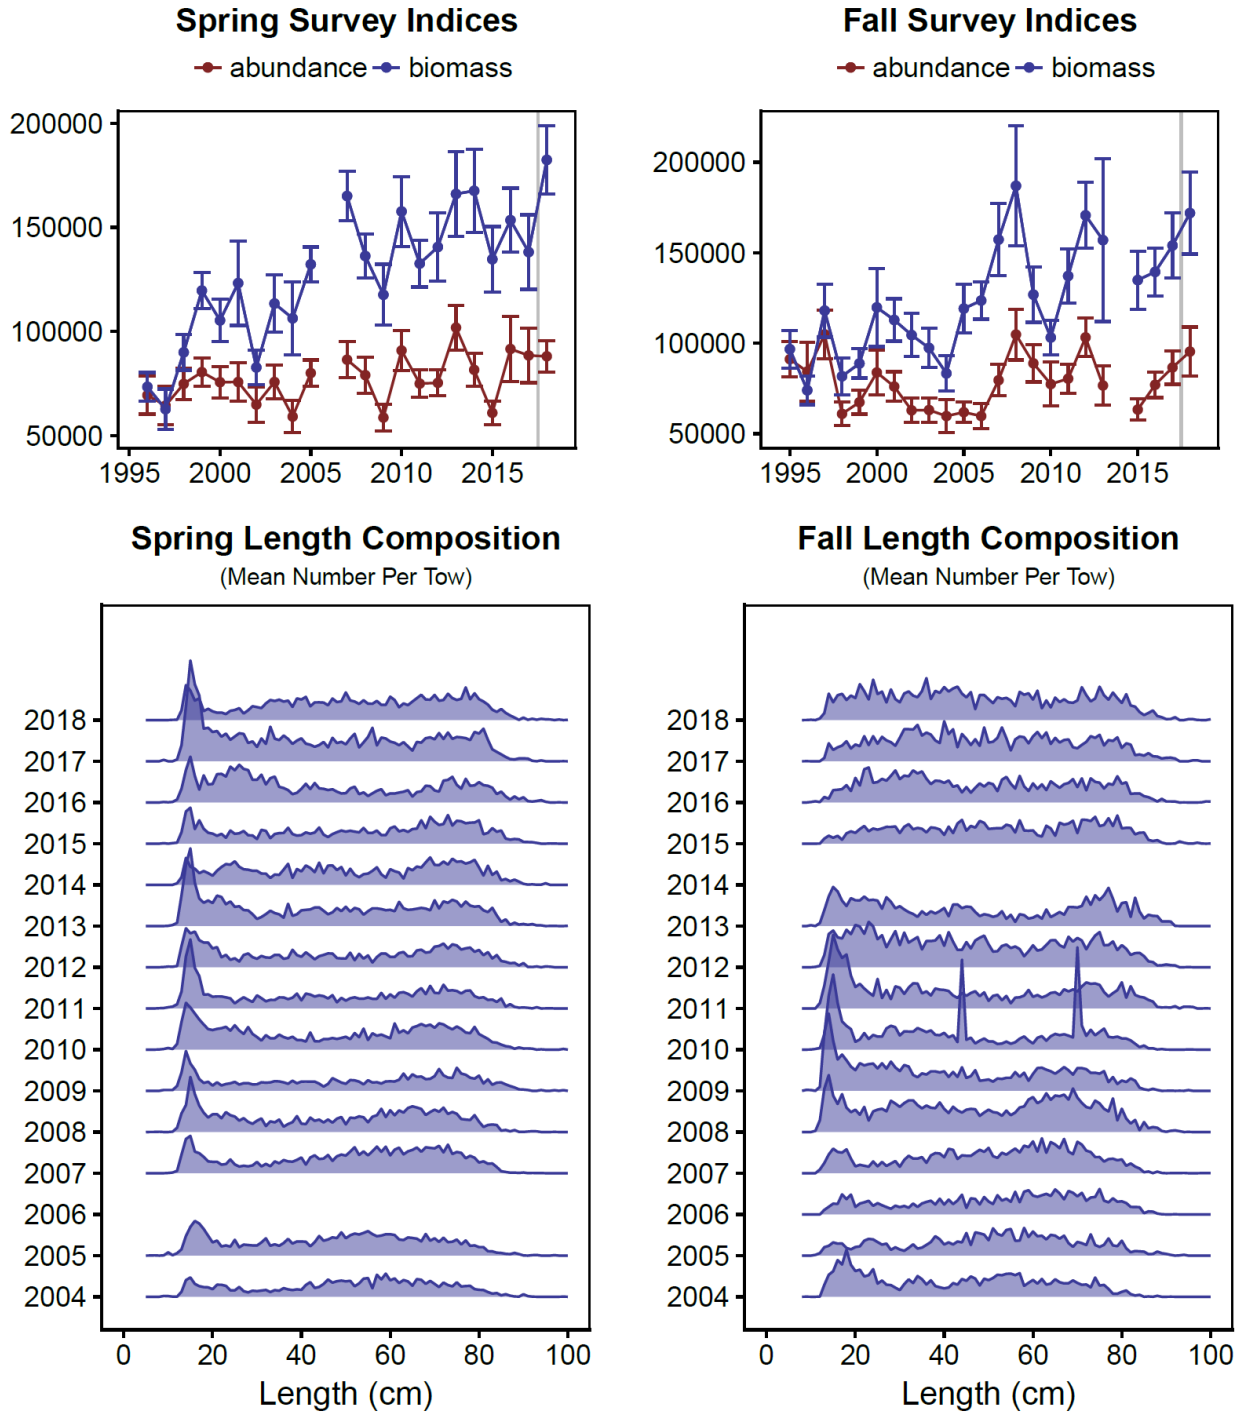 Spring Survey Indices
abundance biomass
200000
150000
100000
50000
1995 2000 2005 2010 2015
Fall Survey Indices
abundance biomass
200000
150000
100000
50000
1995 2000 2005 2010 2015
Spring Length Composition
(Mean Number Per Tow)
2018
2017
2016
2015
2014
2013
2012
2011
2010
2009
2008
2007
2006
2005
2004
0 20 40 60 80 100
Length (cm)
Fall Length Composition
(Mean Number Per Tow)
2018
2017
2016
2015
2014
2013
2012
2011
2010
2009
2008
2007
2006
2005
2004
0 20 40 60 80 100
Length (cm)